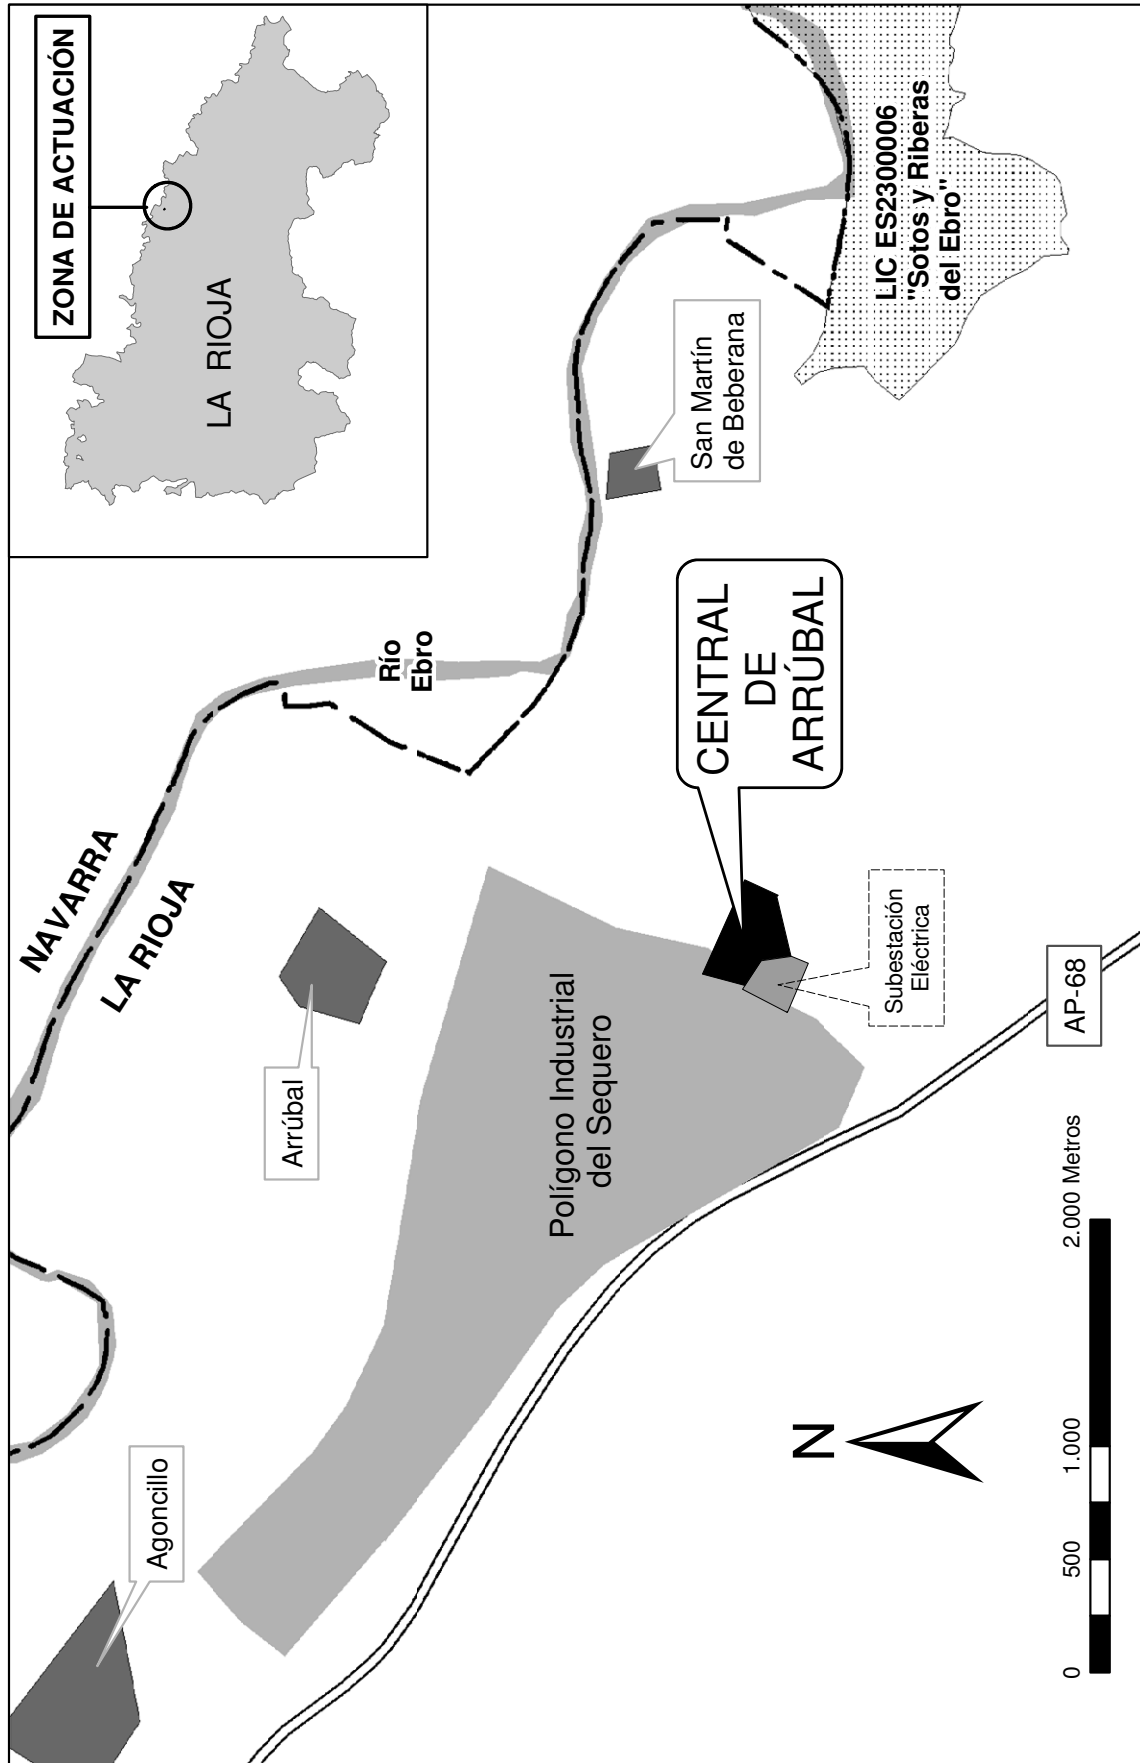 ZONA DE ACTUACIÓN
LA RIOJA
NAVARRA
LA RIOJA
Río
Ebro
Agoncillo
Arrúbal
San Martín
de Beberana
LIC ES2300006
"Sotos y Riberas
del Ebro"
Polígono Industrial
del Sequero
CENTRAL
DE
ARRÚBAL
Subestación
Eléctrica
AP-68
N
0 500 1.000 2.000 Metros